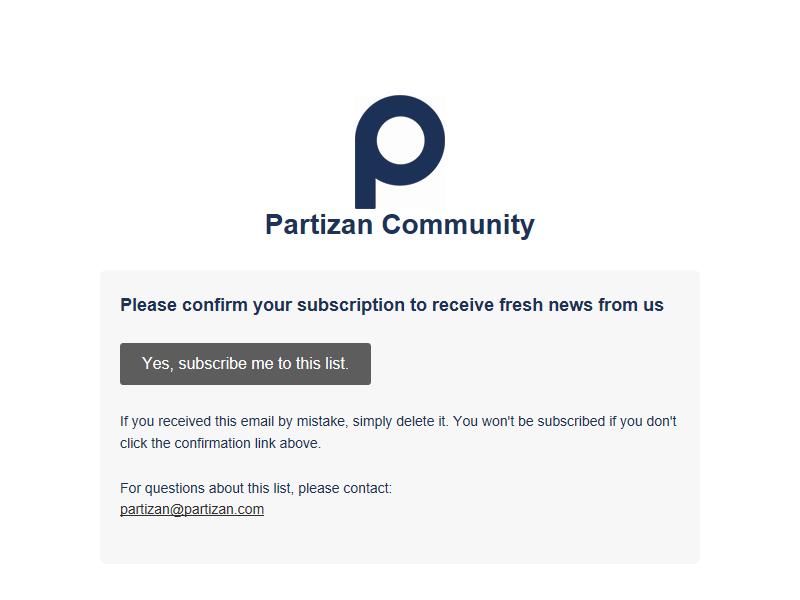 Partizan Community
Please confirm your subscription to receive fresh news from us
Yes, subscribe me to this list.
If you received this email by mistake, simply delete it. You won't be subscribed if you don't
click the confirmation link above.
For questions about this list, please contact:
partizan@partizan.com